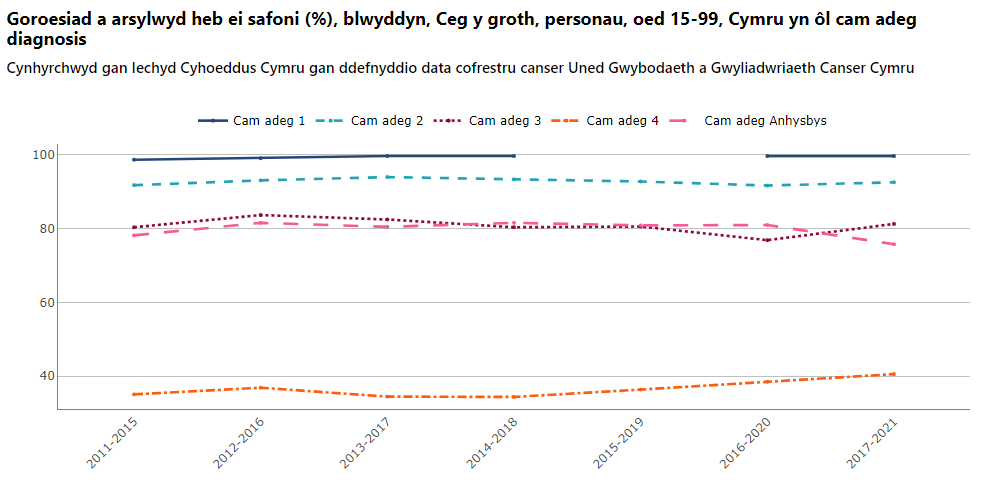 Goroesiad a arsylwyd heb ei safoni (%), blwyddyn, Ceg y groth, personau, oed 15-99, Cymru yn ôl cam adeg
diagnosis
Cynhyrchwyd gan Iechyd Cyhoeddus Cymru gan ddefnyddio data cofrestru canser Uned Gwybodaeth a Gwyliadwriaeth Canser Cymru
Cam adeg 1 Cam adeg 2 Cam adeg 3 Cam adeg 4 Cam adeg Anhysbys
100
80
60
40
2011-2015 2012-2016 2013-2017 2014-2018 2015-2019 2016-2020 2017-2021